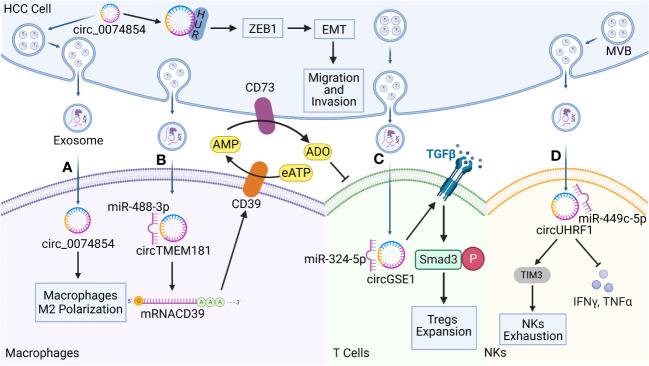 HCC Cell
circ_0074854
HUR
ZEB1
EMT
Migration
and
Invasion
MVB
Exosome
CD73
AMP
ADO
eATP
CD39
TGFβ
A
B
C
D
miR-488-3p
circTMEM181
circ_0074854
Macrophages
M2 Polarization
5'
G
A A A
3'
mRNACD39
miR-324-5p
circGSE1
Smad3
P
Tregs
Expansion
miR-449c-5p
circUHRF1
TIM3
IFNγ, TNFα
NKs
Exhaustion
Macrophages
T Cells
NKs